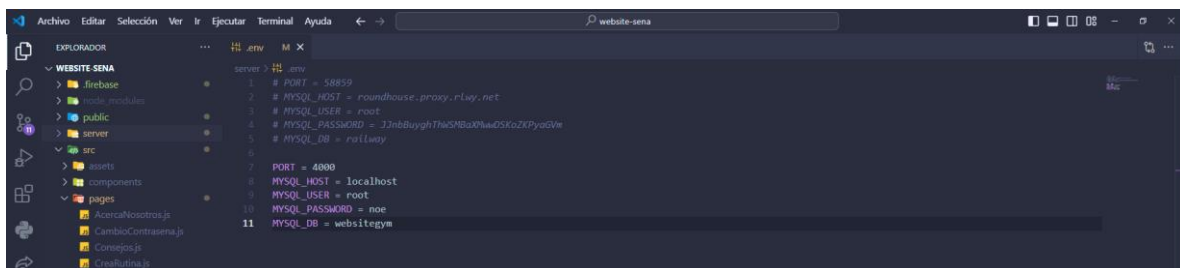 Archivo Editar Selección Ver Ir Ejecutar Terminal Ayuda
website-sena
EXPLORADOR
WEBSITE-SENA
.firebase
node_modules
public
server
src
assets
components
pages
AcercaNosotros.js
CambioContrasena.js
Consejos.js
CreaRutina.js
11
.env M
server > .env
1 # PORT = 58859
2 # MYSQL_HOST = roundhouse.proxy.rlwy.net
3 # MYSQL_USER = root
4 # MYSQL_PASSWORD =
5 # MYSQL_DB = railway
6
7 PORT = 4000
8 MYSQL_HOST = localhost
9 MYSQL_USER = root
10 MYSQL_PASSWORD = noe
11 MYSQL_DB = websitegym